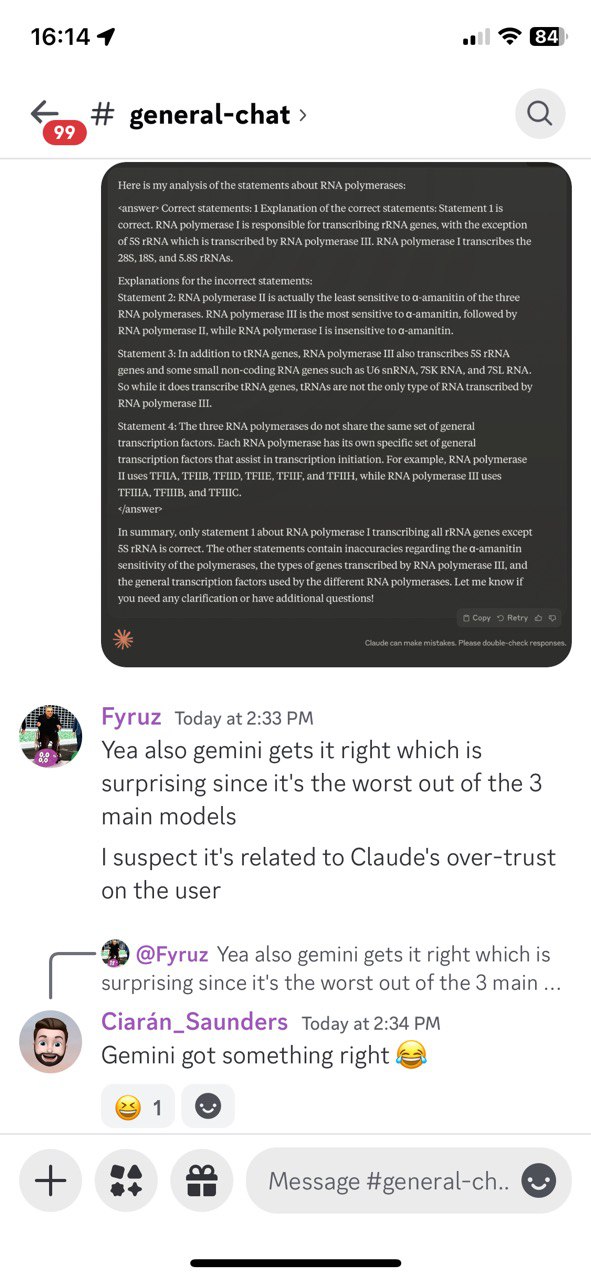 16:14
84
99
# general-chat ›
Here is my analysis of the statements about RNA polymerases:
<answer> Correct statements: 1 Explanation of the correct statements: Statement 1 is
correct. RNA polymerase I is responsible for transcribing rRNA genes, with the exception
of 5S rRNA which is transcribed by RNA polymerase III. RNA polymerase I transcribes the
28S, 18S, and 5.8S rRNAs.
Explanations for the incorrect statements:
Statement 2: RNA polymerase II is actually the least sensitive to α-amanitin of the three
RNA polymerases. RNA polymerase III is the most sensitive to α-amanitin, followed by
RNA polymerase II, while RNA polymerase I is insensitive to α-amanitin.
Statement 3: In addition to tRNA genes, RNA polymerase III also transcribes 5S rRNA
genes and some small non-coding RNA genes such as U6 snRNA, 7SK RNA, and 7SL RNA.
So while it does transcribe tRNA genes, tRNAs are not the only type of RNA transcribed by
RNA polymerase III.
Statement 4: The three RNA polymerases do not share the same set of general
transcription factors. Each RNA polymerase has its own specific set of general
transcription factors that assist in transcription initiation. For example, RNA polymerase
II uses TFIIA, TFIIB, TFIID, TFIIE, TFIIF, and TFIIH, while RNA polymerase III uses
TFIIIA, TFIIIB, and TFIIIC.
</answer>
In summary, only statement 1 about RNA polymerase I transcribing all rRNA genes except
5S rRNA is correct. The other statements contain inaccuracies regarding the α-amanitin
sensitivity of the polymerases, the types of genes transcribed by RNA polymerase III, and
the general transcription factors used by the different RNA polymerases. Let me know if
you need any clarification or have additional questions!
Copy Retry
Claude can make mistakes. Please double-check responses.
Fyruz Today at 2:33 PM
Yea also gemini gets it right which is
surprising since it's the worst out of the 3
main models
I suspect it's related to Claude's over-trust
on the user
@Fyruz Yea also gemini gets it right which is
surprising since it's the worst out of the 3 main ...
Ciarán_Saunders Today at 2:34 PM
Gemini got something right 😂
😆 1
Message #general-ch..